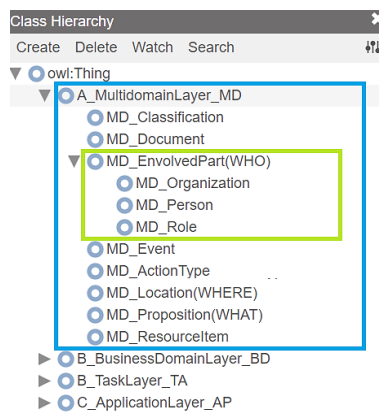 Class Hierarchy
Create Delete Watch Search
owl:Thing
A_MultidomainLayer_MD
MD_Classification
MD_Document
MD_EnvolvedPart(WHO)
MD_Organization
MD_Person
MD_Role
MD_Event
MD_ActionType
MD_Location(WHERE)
MD_Proposition(WHAT)
MD_ResourceItem
B_BusinessDomainLayer_BD
B_TaskLayer_TA
C_ApplicationLayer_AP